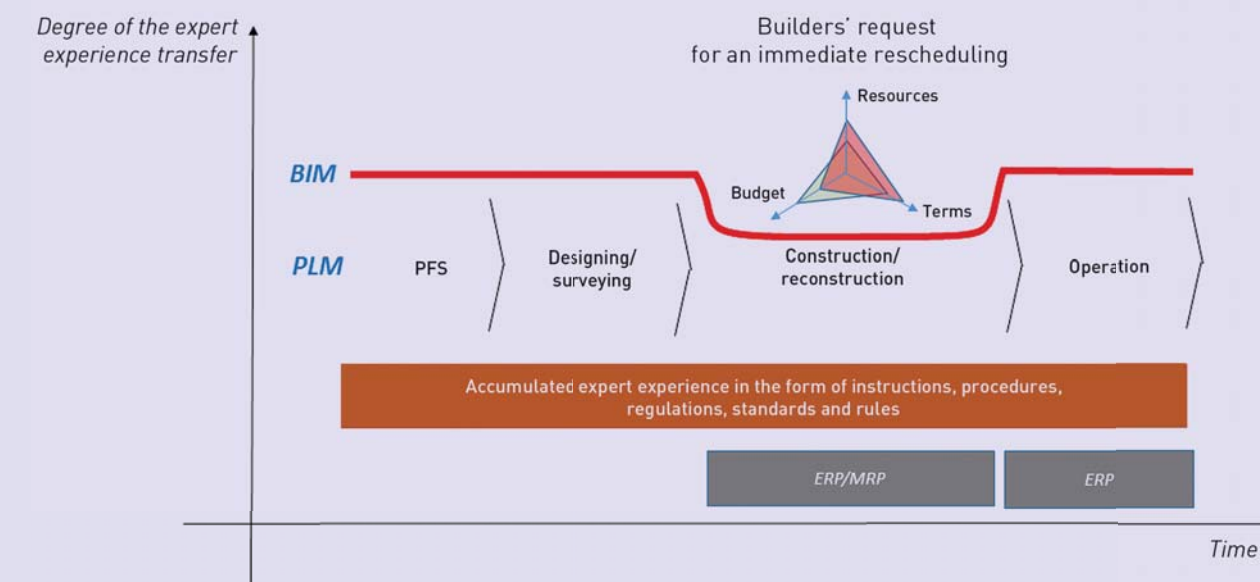 Degree of the expert
experience transfer
Builders’ request
for an immediate rescheduling
Resources
BIM
Budget
Terms
PLM
PFS
Designing/
surveying
Construction/
reconstruction
Operation
Accumulated expert experience in the form of instructions, procedures,
regulations, standards and rules
ERP/MRP
ERP
Time